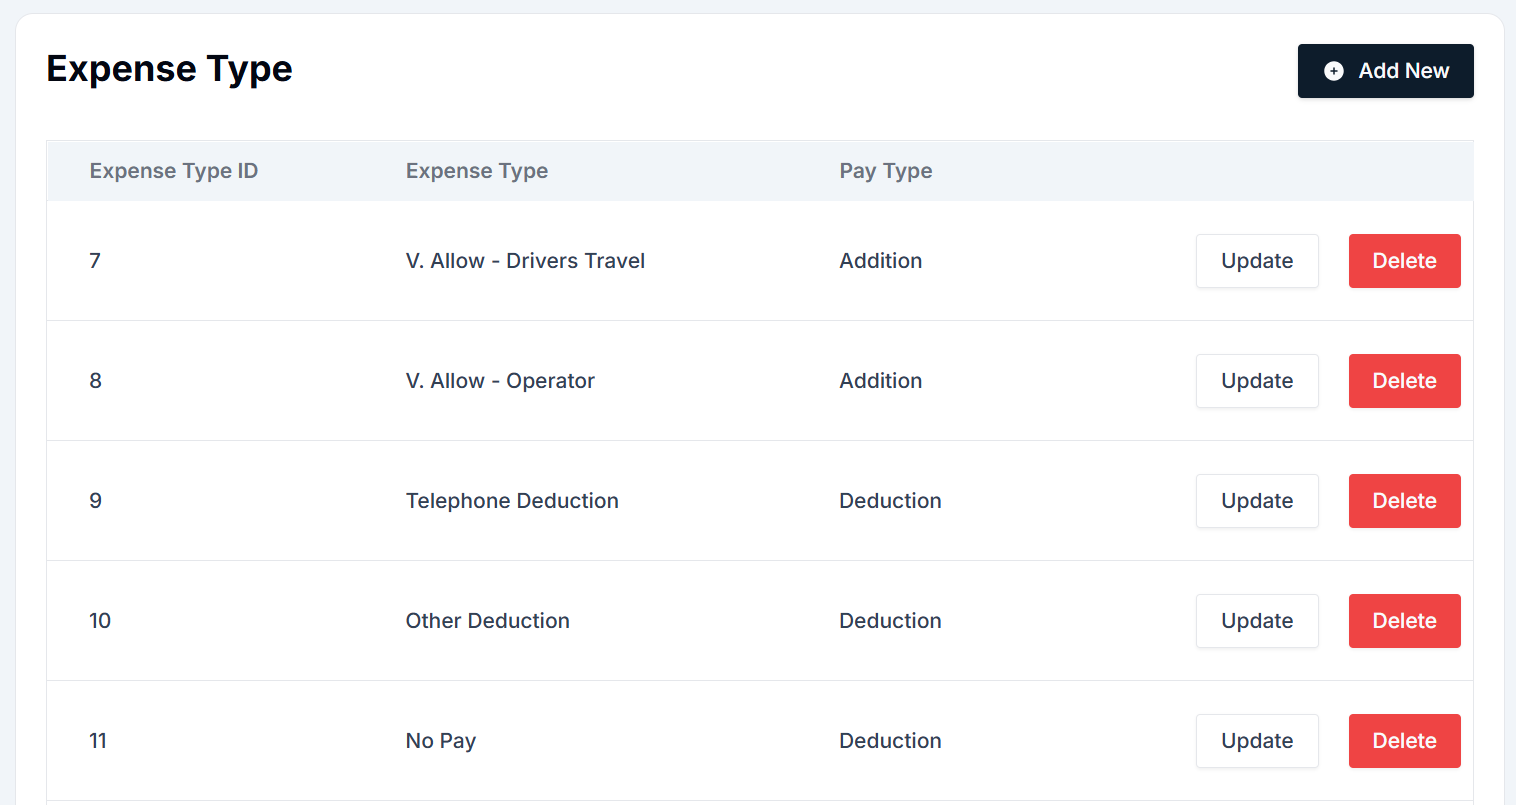 Expense Type
Add New
Expense Type ID Expense Type Pay Type
7 V. Allow - Drivers Travel Addition Update Delete
8 V. Allow - Operator Addition Update Delete
9 Telephone Deduction Deduction Update Delete
10 Other Deduction Deduction Update Delete
11 No Pay Deduction Update Delete